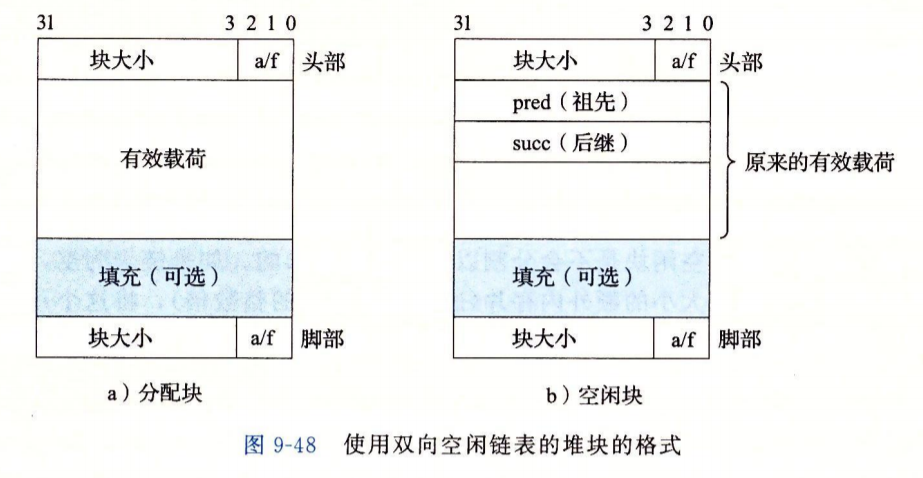 31 3 2 1 0
块大小 a/f 头部
有效载荷
填充（可选）
块大小 a/f 脚部
a）分配块
31 3 2 1 0
块大小 a/f 头部
pred（祖先）
succ（后继）
原来的有效载荷
填充（可选）
块大小 a/f 脚部
b）空闲块
图 9-48 使用双向空闲链表的堆块的格式